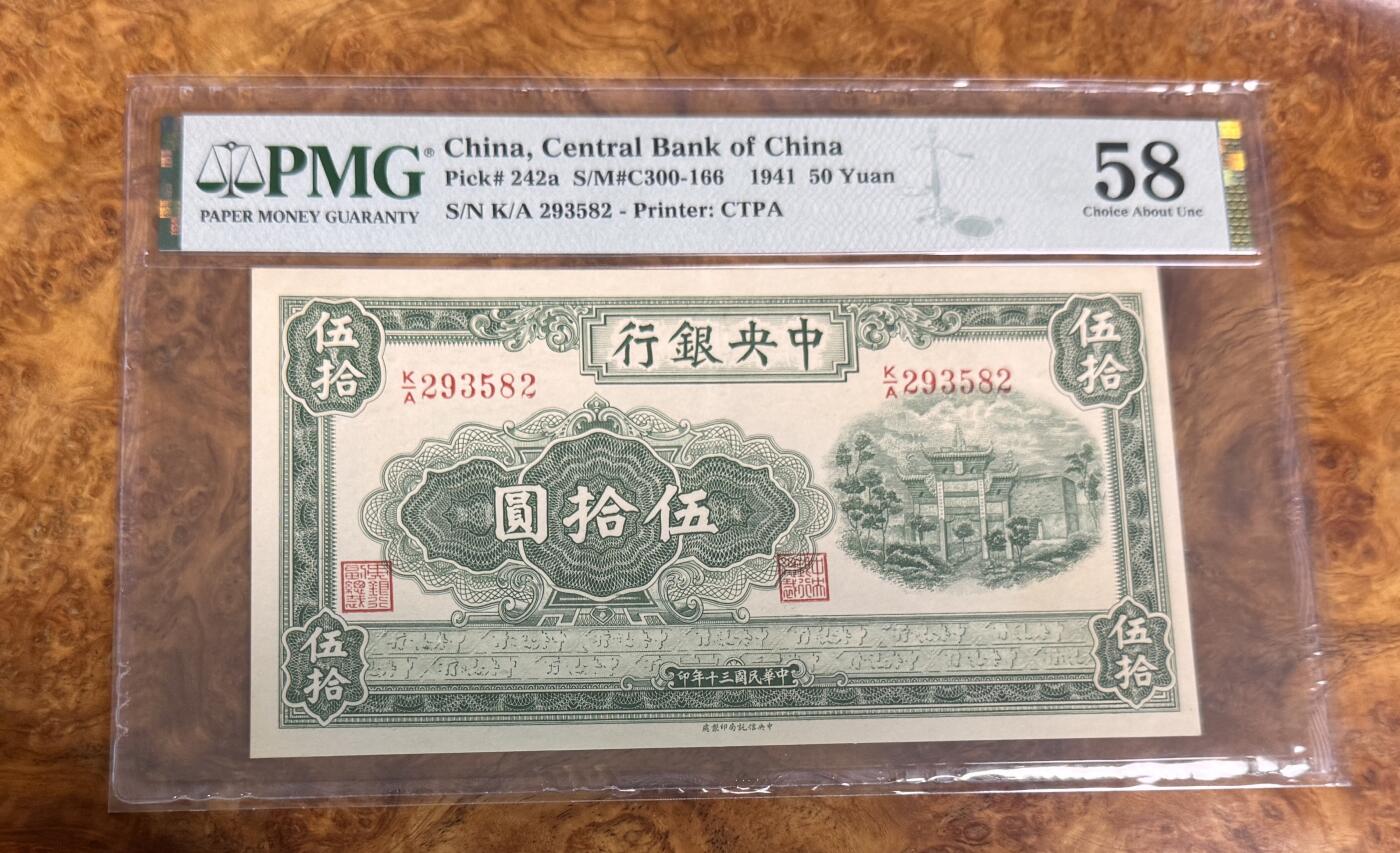 PMG® China, Central Bank of China 58
PAPER MONEY GUARANTY Pick# 242a S/M#C300-166 1941 50 Yuan Choice About Unc
S/N K/A 293582 - Printer: CTPA
伍拾 行銀央中 伍拾
K/A 293582 K/A 293582
圓拾伍
伍拾 印年十三國民華中 伍拾